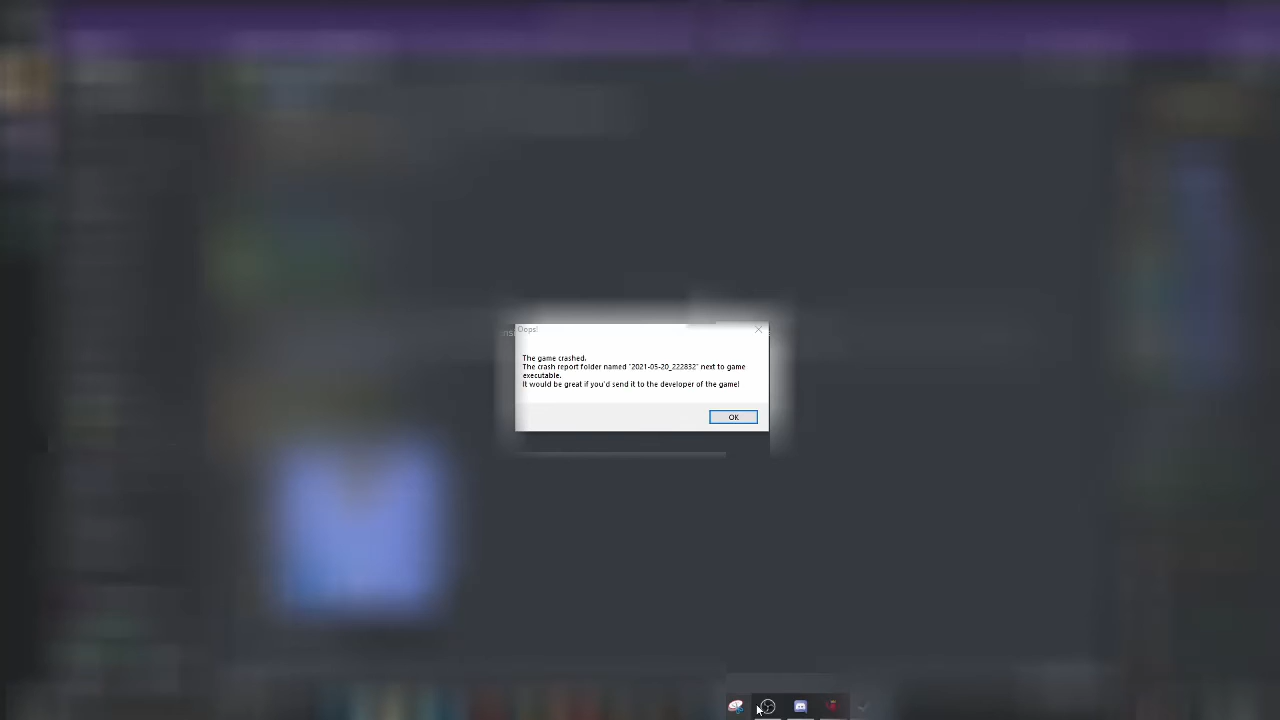 Oops!
The game crashed.
The crash report folder named "2021-05-20_222832" next to game
executable.
It would be great if you'd send it to the developer of the game!
OK